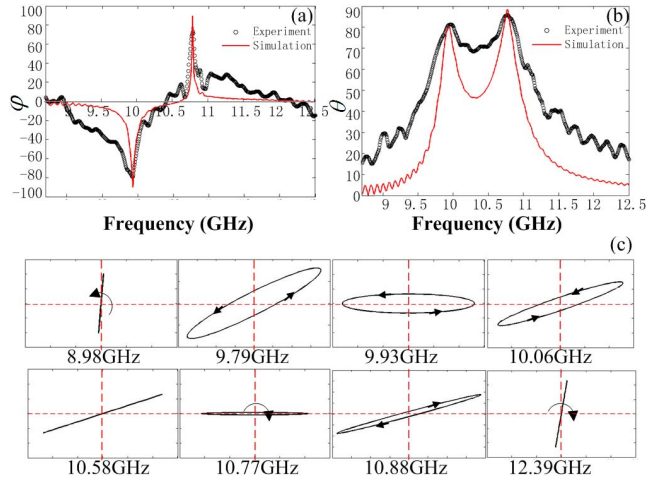 (a)
Experiment
Simulation
100
80
60
40
20
0
-20
-40
-60
-80
-100
φ
9
9.5
10.0
10.5
11
11.5
12
12.5
Frequency (GHz)
(b)
Experiment
Simulation
90
80
70
60
50
40
30
20
10
0
θ
9
9.5
10
10.5
11
11.5
12
12.5
Frequency (GHz)
(c)
8.98GHz 9.79GHz 9.93GHz 10.06GHz
10.58GHz 10.77GHz 10.88GHz 12.39GHz